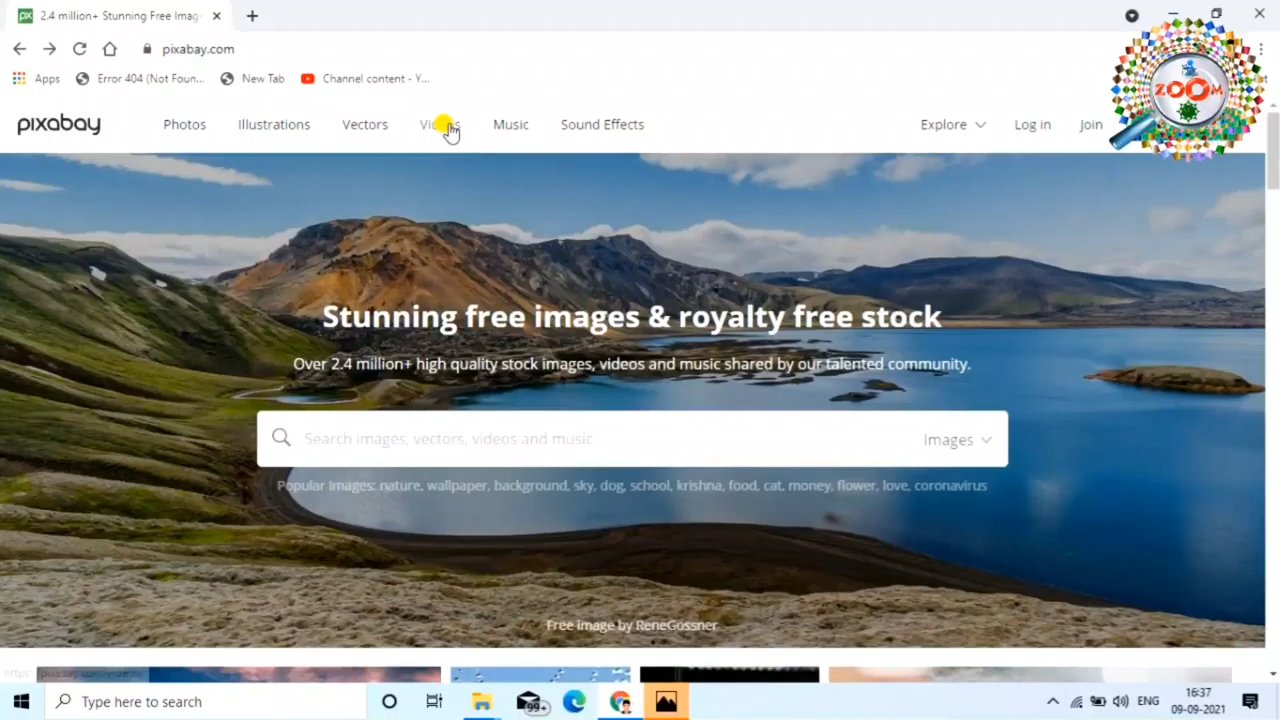 2.4 million+ Stunning Free Imag
pixabay.com
Apps
Error 404 (Not Foun...
New Tab
Channel content - Y...
ZOOM
pixabay
Photos
Illustrations
Vectors
Videos
Music
Sound Effects
Explore
Log in
Join
Stunning free images & royalty free stock
Over 2.4 million+ high quality stock images, videos and music shared by our talented community.
Search images, vectors, videos and music
Images
Popular Images: nature, wallpaper, background, sky, dog, school, krishna, food, cat, money, flower, love, coronavirus
Free image by ReneGossner
Type here to search
99+
ENG
16:37
09-09-2021